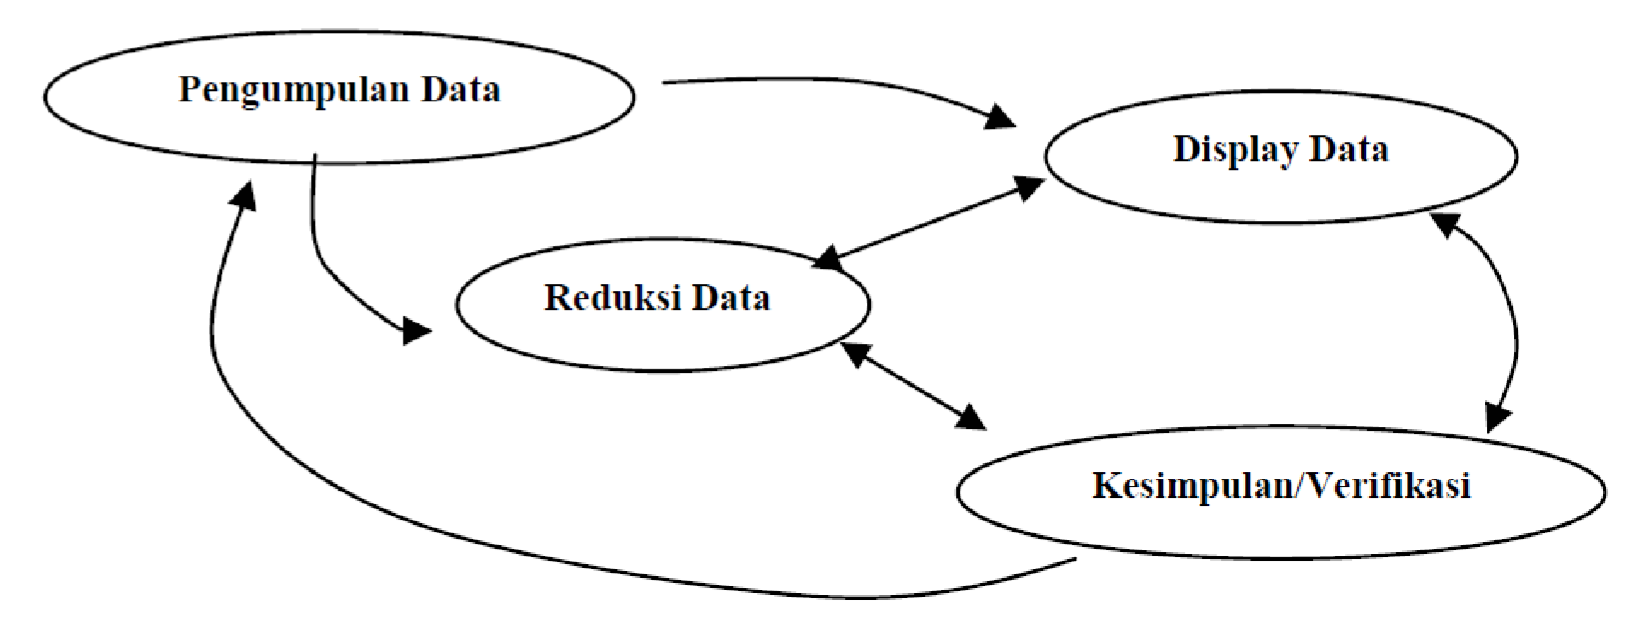 Pengumpulan Data
Display Data
Reduksi Data
Kesimpulan/Verifikasi